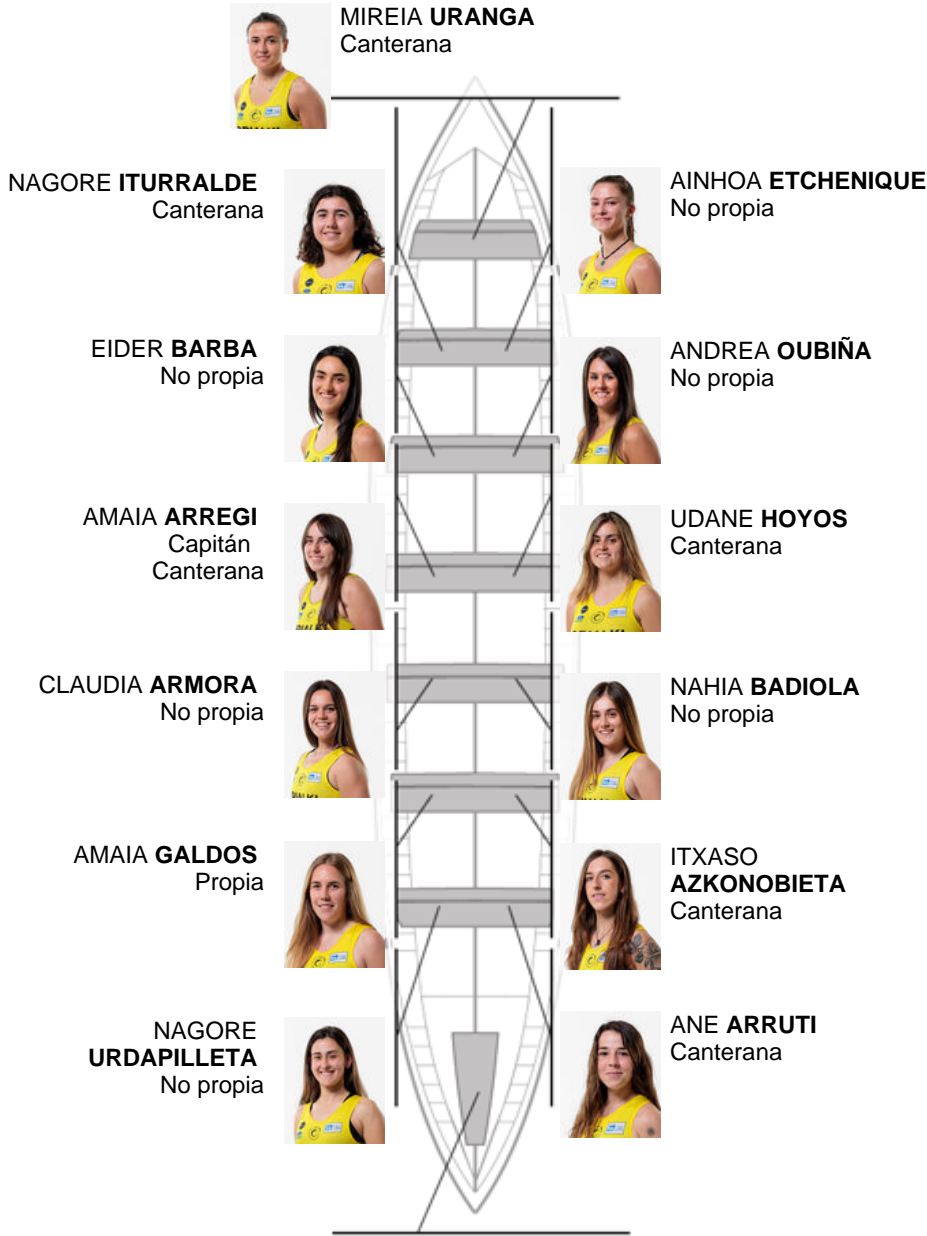 MIREIA URANGA
Canterana
NAGORE ITURRALDE
Canterana
AINHOA ETCHENIQUE
No propia
EIDER BARBA
No propia
ANDREA OUBIÑA
No propia
AMAIA ARREGI
Capitán
Canterana
UDANE HOYOS
Canterana
CLAUDIA ARMORA
No propia
NAHIA BADIOLA
No propia
AMAIA GALDOS
Propia
ITXASO
AZKONOBIETA
Canterana
NAGORE
URDAPILLETA
No propia
ANE ARRUTI
Canterana